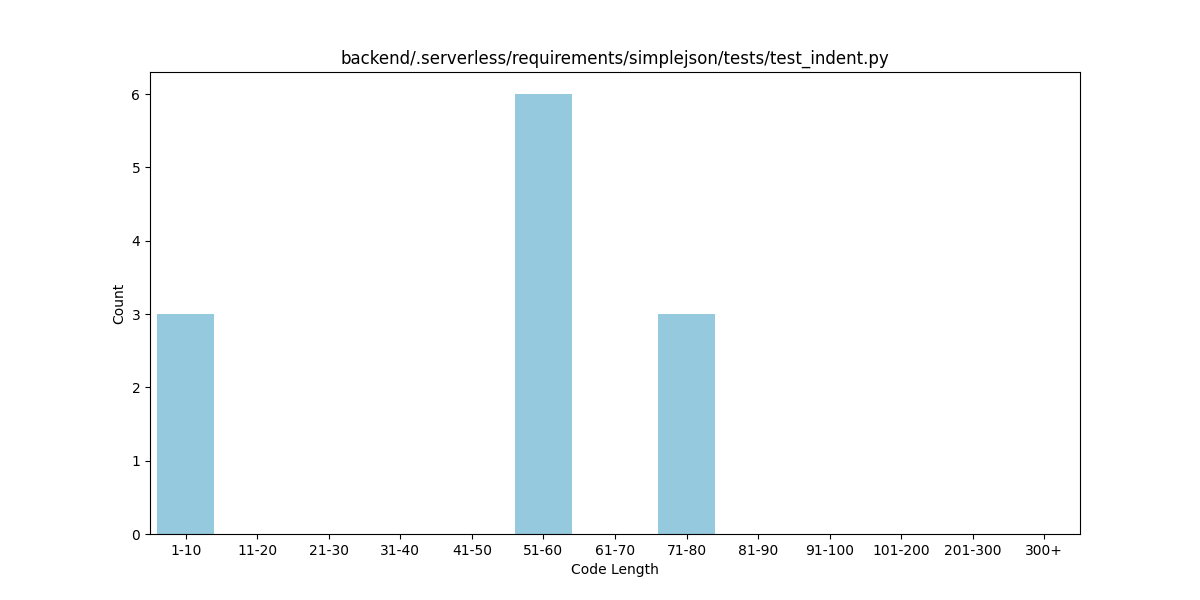 backend/.serverless/requirements/simplejson/tests/test_indent.py
Count
6
5
4
3
2
1
0
1-10 11-20 21-30 31-40 41-50 51-60 61-70 71-80 81-90 91-100 101-200 201-300 300+
Code Length